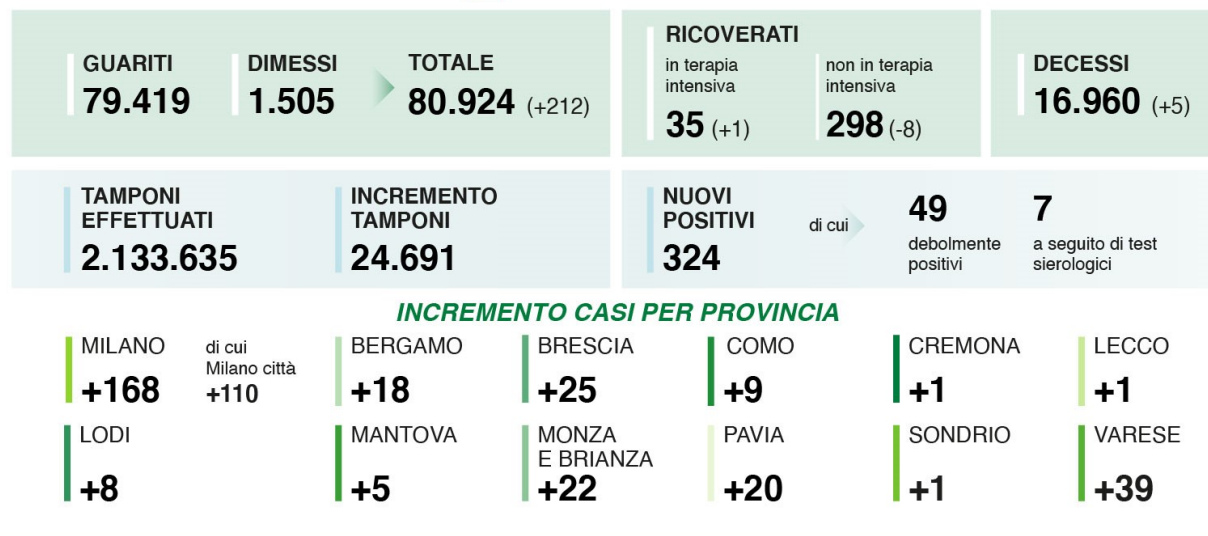 GUARITI
79.419
DIMESSI
1.505
TOTALE
80.924 (+212)
RICOVERATI
in terapia
intensiva
35 (+1)
non in terapia
intensiva
298 (-8)
DECESSI
16.960 (+5)
TAMPONI
EFFETTUATI
2.133.635
INCREMENTO
TAMPONI
24.691
NUOVI
POSITIVI
324
di cui
49
debolmente
positivi
7
a seguito di test
sierologici
INCREMENTO CASI PER PROVINCIA
MILANO
+168
di cui
Milano città
+110
BERGAMO
+18
BRESCIA
+25
COMO
+9
CREMONA
+1
LECCO
+1
LODI
+8
MANTOVA
+5
MONZA
E BRIANZA
+22
PAVIA
+20
SONDRIO
+1
VARESE
+39